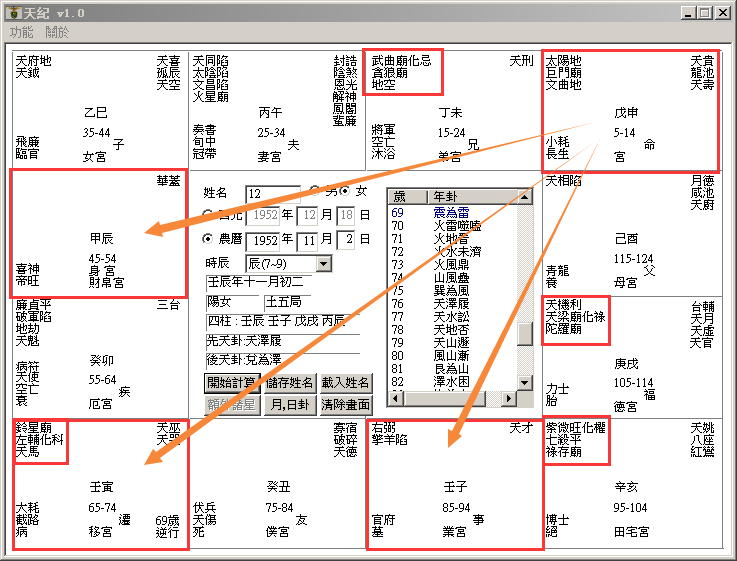 天紀 v1.0
功能 關於
天府地
天鉞
天喜
孤辰
天空
乙巳
35-44
子
女宮
飛廉
臨官
天同陷
太陰陷
文昌陷
火星廟
封誥
陰煞
恩光
解神
鳳閣
蜚廉
丙午
25-34
夫
妻宮
奏書
旬中
冠帶
武曲廟化忌
貪狼廟
地空
天刑
丁未
15-24
兄
弟宮
將軍
空亡
沐浴
太陽地
巨門廟
文曲地
天貴
龍池
天壽
戊申
5-14
命
宮
小耗
長生
華蓋
甲辰
45-54
身宮
財帛宮
喜神
帝旺
姓名 12 男 女
西元 1952 年 12 月 18 日
農曆 1952 年 11 月 2 日
時辰 辰(7~9)
壬辰年十一月初二
陽女 土五局
四柱 : 壬辰 壬子 戊戌 丙辰
先天卦:天澤履
後天卦:兌為澤
開始計算 儲存姓名 載入姓名
額外諸星 月,日卦 清除畫面
歲 年卦
69 震為雷
70 火雷噬嗑
71 火地晉
72 火水未濟
73 火風鼎
74 山風蠱
75 巽為風
76 天澤履
77 天水訟
78 天地否
79 天山遯
80 風山漸
81 艮為山
82 澤水困
天相陷
月德
咸池
天廚
己酉
115-124
父
母宮
青龍
養
廉貞平
破軍陷
地劫
天魁
三台
癸卯
55-64
疾
厄宮
病符
天使
空亡
衰
天機利
天梁廟化祿
陀羅廟
台輔
天月
天虛
天官
庚戌
105-114
福
德宮
力士
胎
鈴星廟
左輔化科
天馬
天巫
天哭
壬寅
65-74
遷
移宮
69歲
逆行
大耗
截路
病
寡宿
破碎
天德
癸丑
75-84
友
僕宮
伏兵
天傷
死
右弼
擎羊陷
天才
壬子
85-94
事
業宮
官府
墓
紫微旺化權
七殺平
祿存廟
天姚
八座
紅鸞
辛亥
95-104
田宅宮
博士
絕